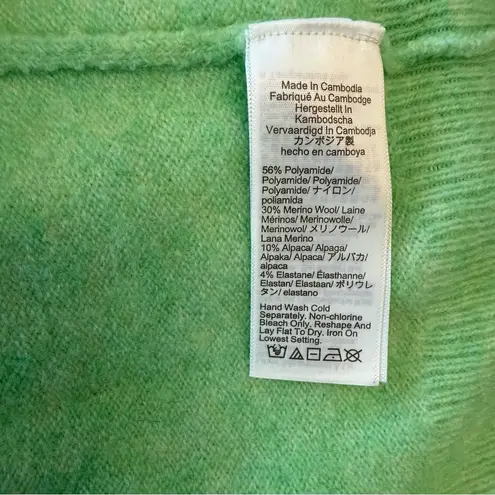 Made In Cambodia
Fabriqué Au Cambodge
Hergestellt In
Kambodscha
Vervaardigd In Cambodja
カンボジア製
hecho en camboya
56% Polyamide/
Polyamide/ Polyamide/
Polyamide/ ナイロン/
poliamida
30% Merino Wool/ Laine
Mérinos/ Merinowolle/
Merinowol/ メリノウール/
Lana Merino
10% Alpaca/ Alpaga/
Alpaka/ Alpaca/ アルパカ/
alpaca
4% Elastane/ Élasthanne/
Elastan/ Elastaan/ ポリウレ
タン/ elastano
Hand Wash Cold
Separately. Non-chlorine
Bleach Only. Reshape And
Lay Flat To Dry. Iron On
Lowest Setting.